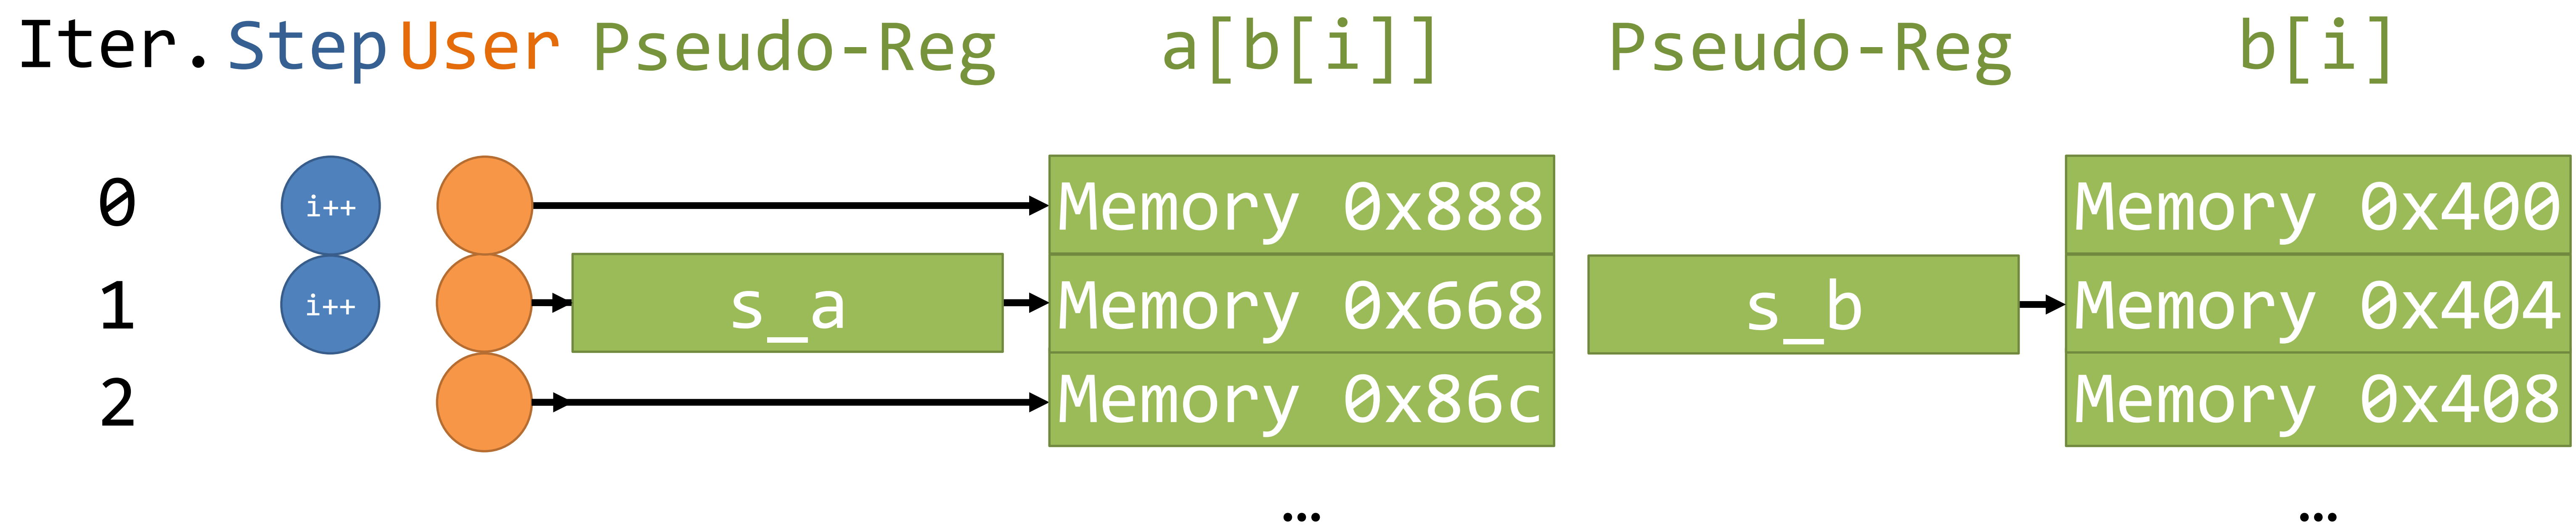 Iter. Step User Pseudo-Reg a[b[i]] Pseudo-Reg b[i]
0 i++ Memory 0x888 Memory 0x400
1 i++ s_a Memory 0x668 s_b Memory 0x404
2 Memory 0x86c Memory 0x408
… …